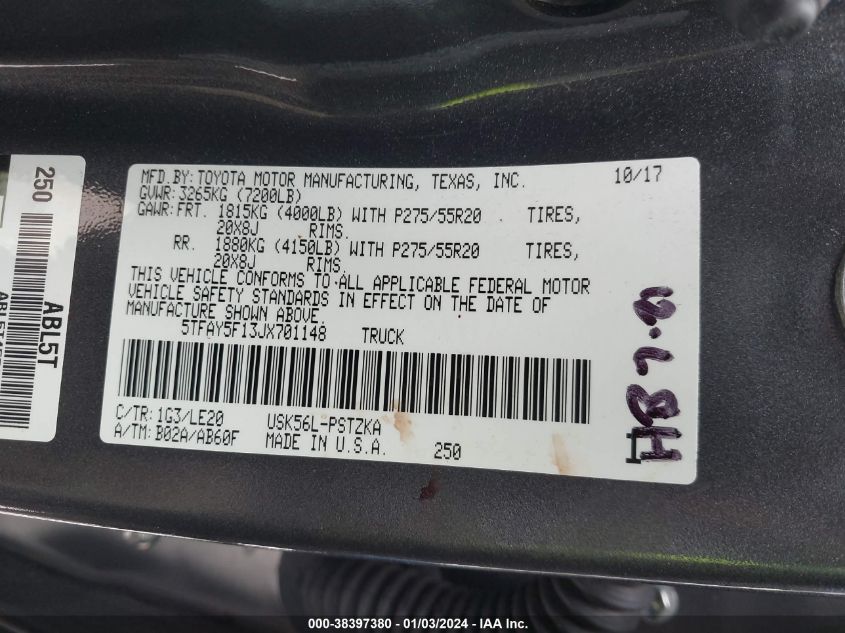 MFD.BY:TOYOTA MOTOR MANUFACTURING, TEXAS, INC. 10/17
GVWR:3265KG (7200LB)
GAWR:FRT. 1815KG (4000LB) WITH P275/55R20 TIRES,
20X8J RIMS.
RR. 1880KG (4150LB) WITH P275/55R20 TIRES,
20X8J RIMS.
THIS VEHICLE CONFORMS TO ALL APPLICABLE FEDERAL MOTOR
VEHICLE SAFETY STANDARDS IN EFFECT ON THE DATE OF
MANUFACTURE SHOWN ABOVE.
5TFAY5F13JX701148 TRUCK
C/TR:1G3/LE20 USK56L-PSTZKA
A/TM:B02A/AB60F MADE IN U.S.A. 250
250
ABL5T
000-38397380 - 01/03/2024 - IAA Inc.